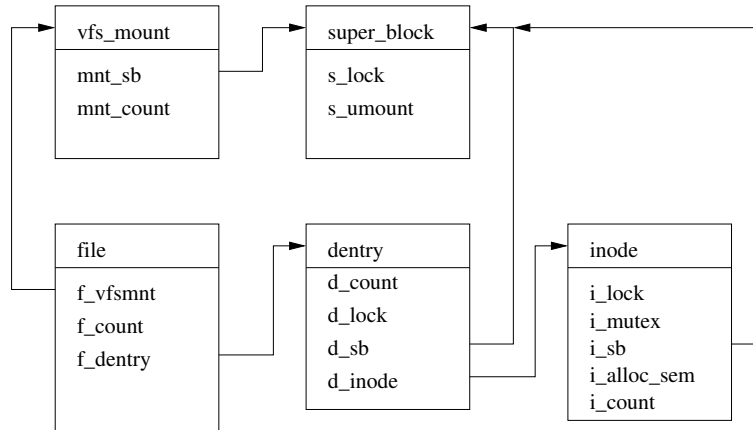 vfs_mount
mnt_sb
mnt_count
super_block
s_lock
s_umount
file
f_vfsmnt
f_count
f_dentry
dentry
d_count
d_lock
d_sb
d_inode
inode
i_lock
i_mutex
i_sb
i_alloc_sem
i_count